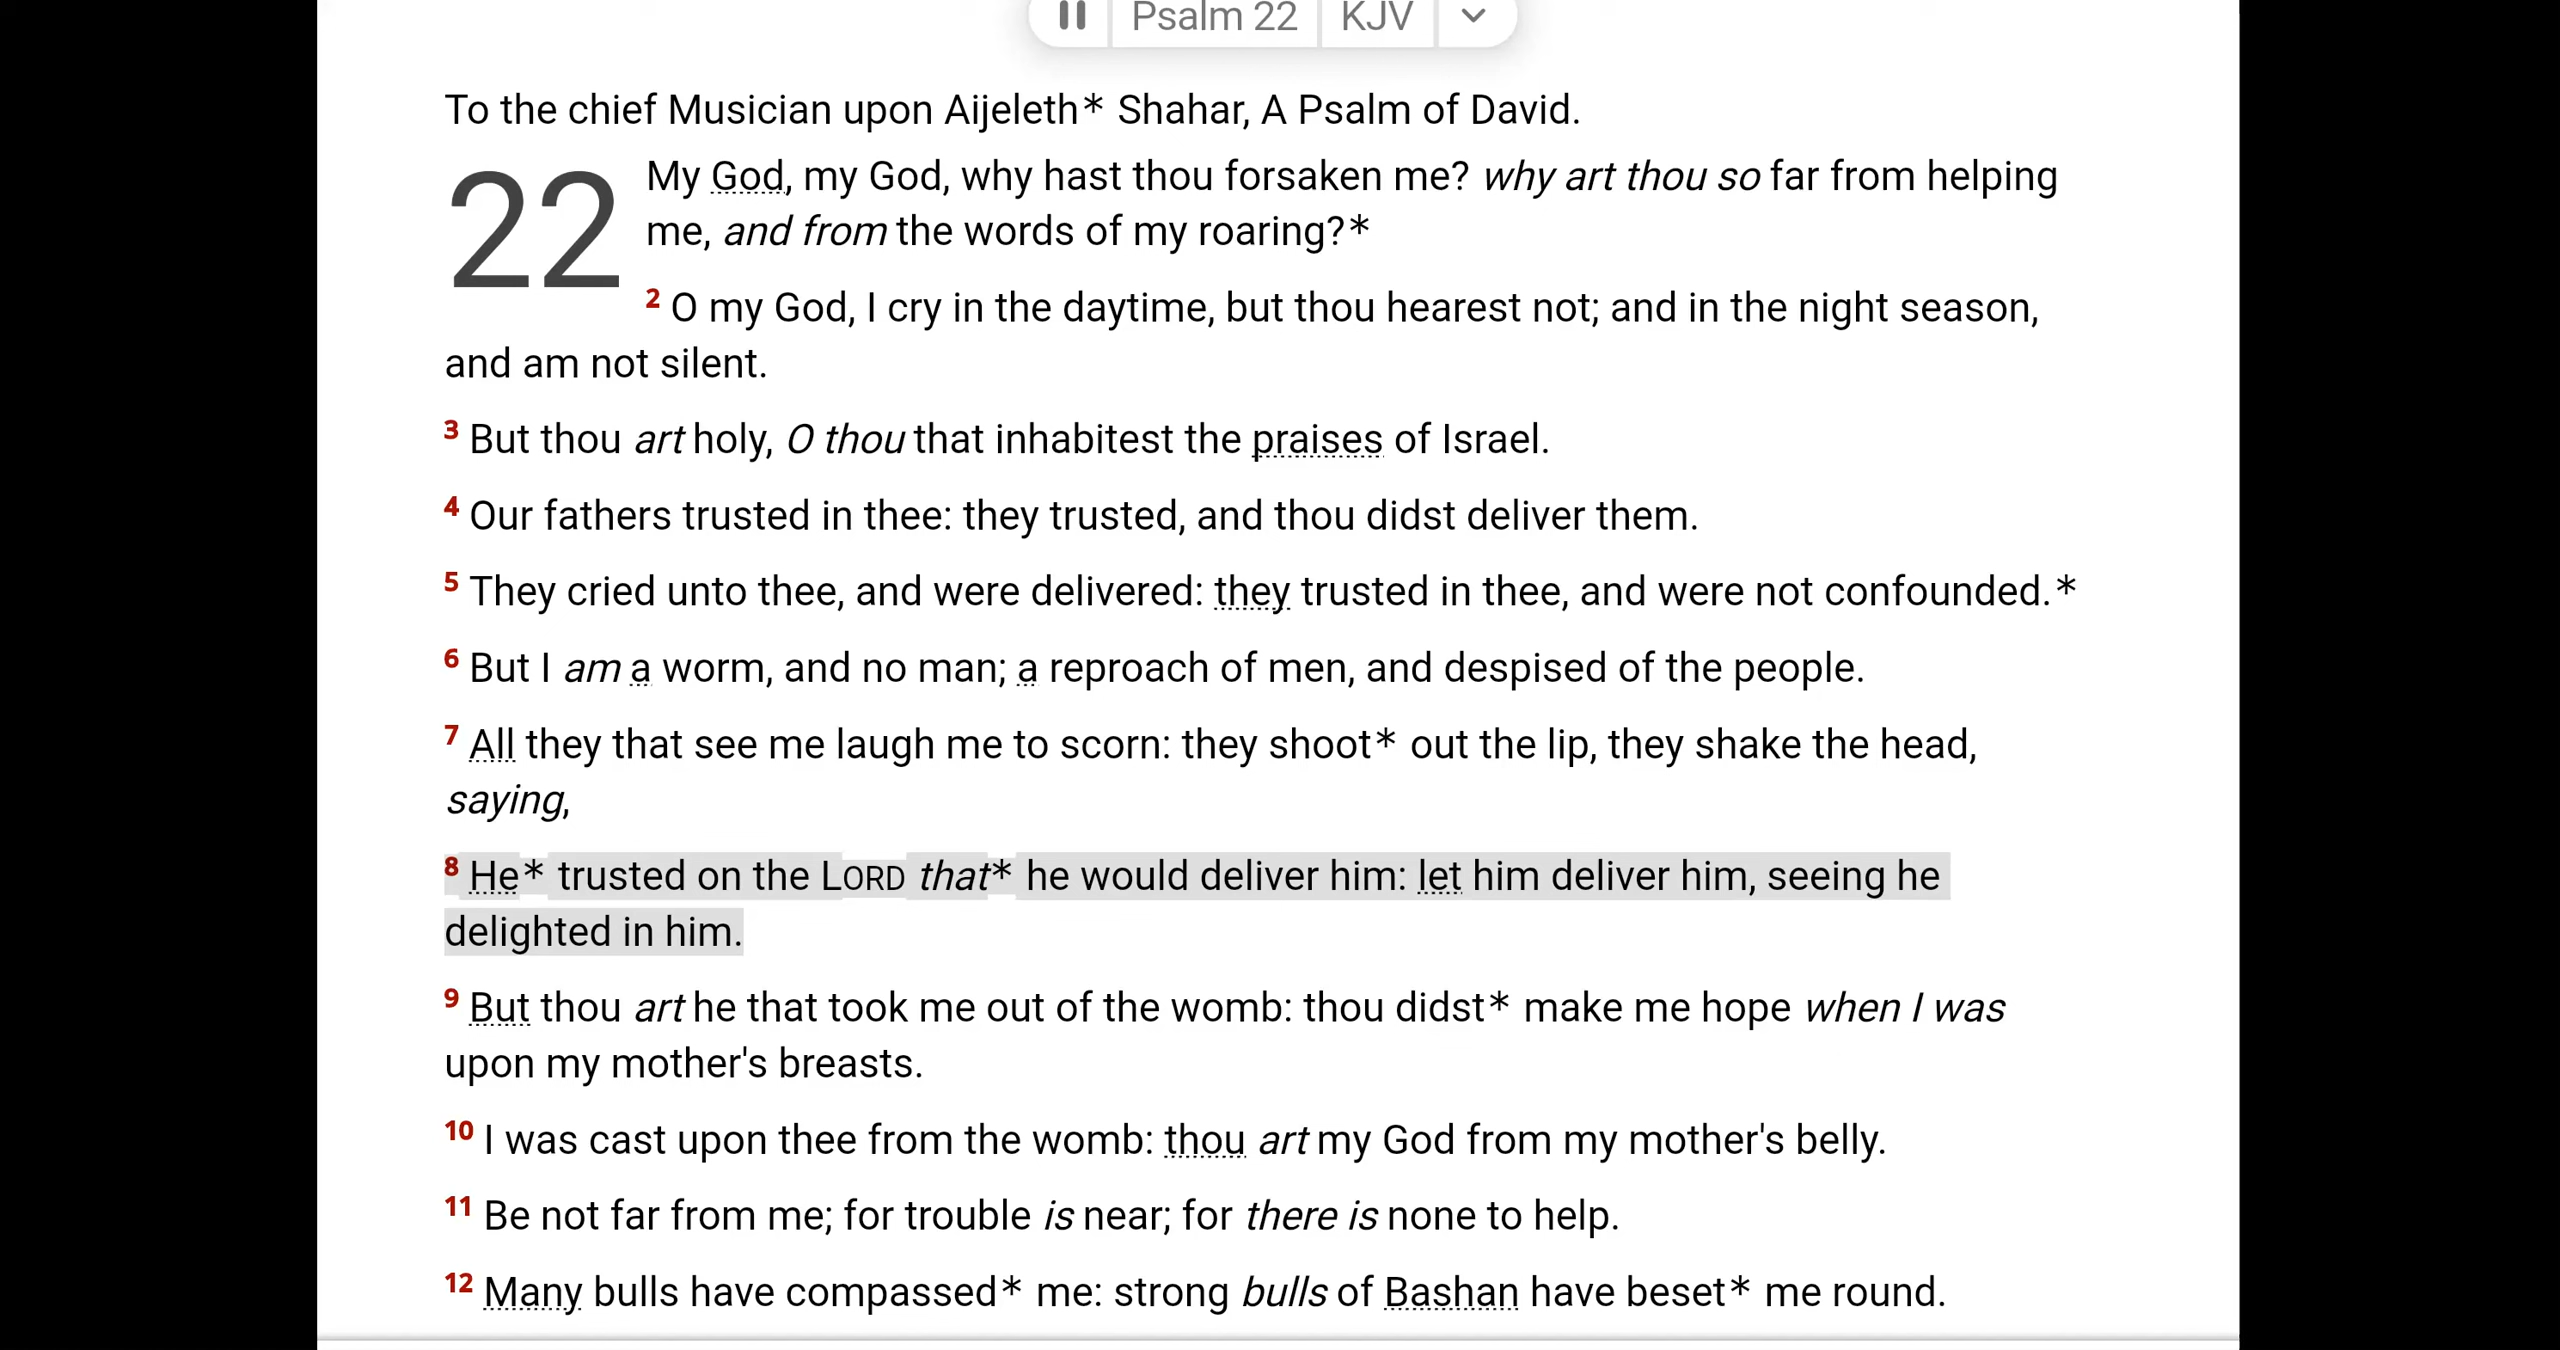 Psalm 22 KJV
To the chief Musician upon Aijeleth* Shahar, A Psalm of David.
22 My God, my God, why hast thou forsaken me? why art thou so far from helping
me, and from the words of my roaring?*
2 O my God, I cry in the daytime, but thou hearest not; and in the night season,
and am not silent.
3 But thou art holy, O thou that inhabitest the praises of Israel.
4 Our fathers trusted in thee: they trusted, and thou didst deliver them.
5 They cried unto thee, and were delivered: they trusted in thee, and were not confounded.*
6 But I am a worm, and no man; a reproach of men, and despised of the people.
7 All they that see me laugh me to scorn: they shoot* out the lip, they shake the head,
saying,
8 He* trusted on the LORD that* he would deliver him: let him deliver him, seeing he
delighted in him.
9 But thou art he that took me out of the womb: thou didst* make me hope when I was
upon my mother's breasts.
10 I was cast upon thee from the womb: thou art my God from my mother's belly.
11 Be not far from me; for trouble is near; for there is none to help.
12 Many bulls have compassed* me: strong bulls of Bashan have beset* me round.